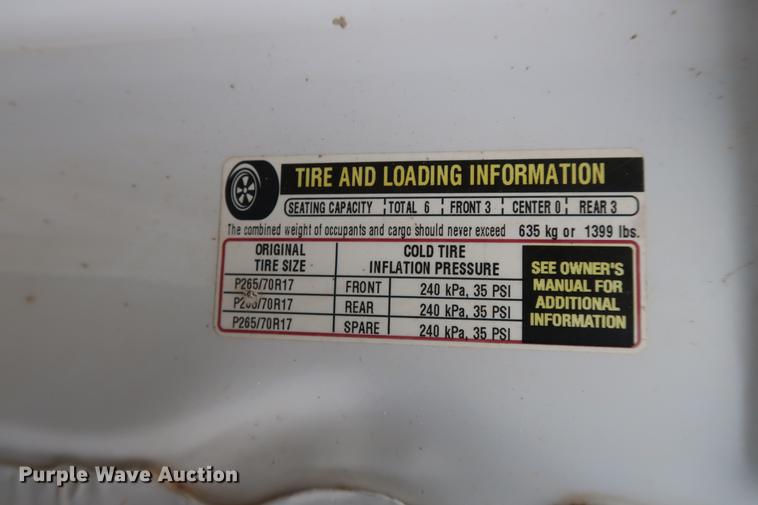 TIRE AND LOADING INFORMATION
SEATING CAPACITY TOTAL 6 FRONT 3 CENTER 0 REAR 3
The combined weight of occupants and cargo should never exceed 635 kg or 1399 lbs.
ORIGINAL TIRE SIZE COLD TIRE INFLATION PRESSURE
P265/70R17 FRONT 240 kPa, 35 PSI
P265/70R17 REAR 240 kPa, 35 PSI
P265/70R17 SPARE 240 kPa, 35 PSI
SEE OWNER'S
MANUAL FOR
ADDITIONAL
INFORMATION
Purple Wave Auction